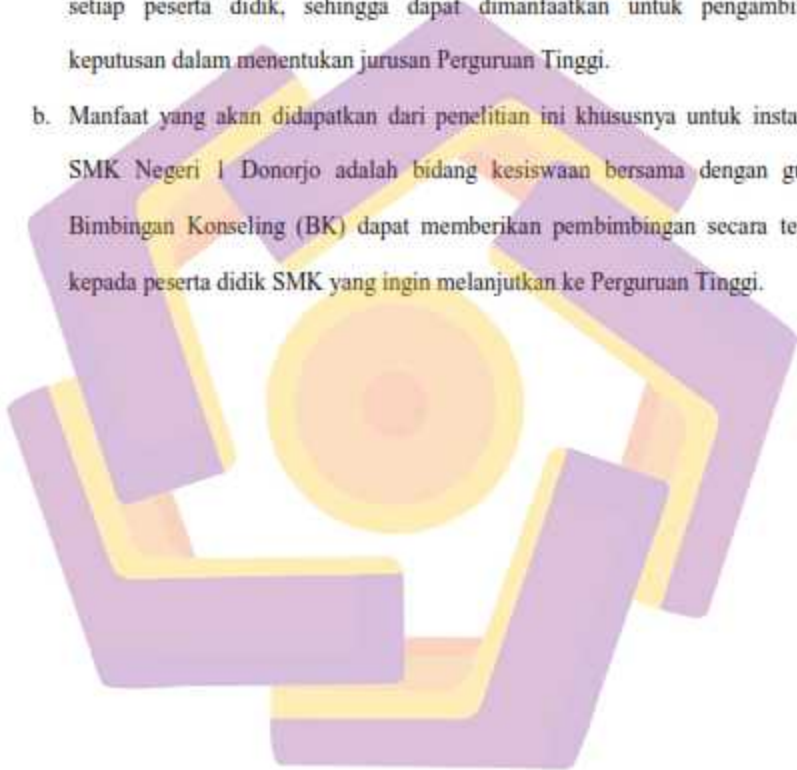 setiap peserta didik, sehingga dapat dimanfaatkan untuk pengambi
keputusan dalam menentukan jurusan Perguruan Tinggi.
b. Manfaat yang akan didapatkan dari penelitian ini khususnya untuk insta
SMK Negeri 1 Donorjo adalah bidang kesiswaan bersama dengan gu
Bimbingan Konseling (BK) dapat memberikan pembimbingan secara te
kepada peserta didik SMK yang ingin melanjutkan ke Perguruan Tinggi.